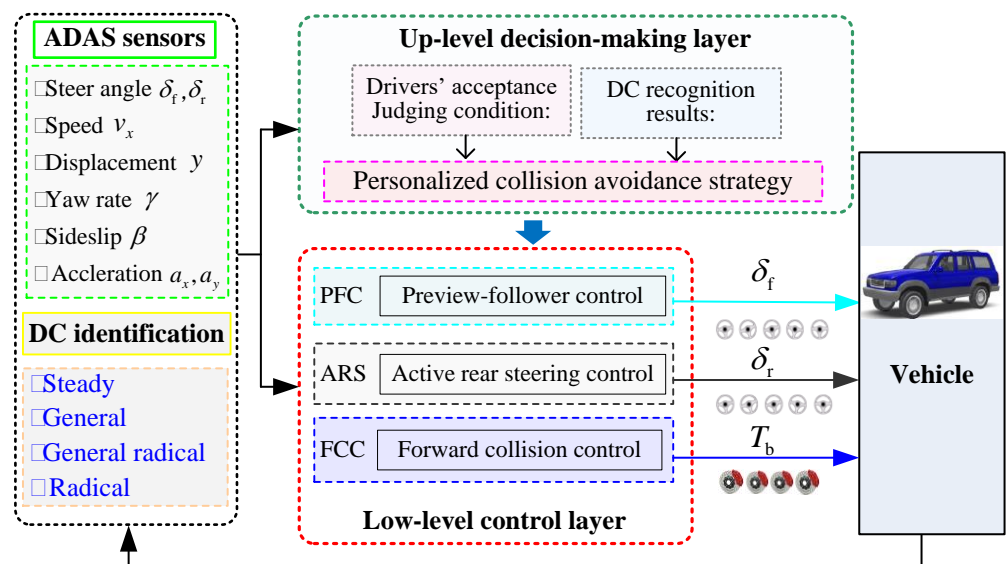 ADAS sensors
□Steer angle δf,δr
□Speed vx
□Displacement y
□Yaw rate γ
□Sideslip β
□Accleration ax,ay
DC identification
□Steady
□General
□General radical
□Radical
Up-level decision-making layer
Drivers' acceptance
Judging condition:
DC recognition
results:
Personalized collision avoidance strategy
PFC
Preview-follower control
ARS
Active rear steering control
FCC
Forward collision control
Low-level control layer
δf
δr
Tb
Vehicle